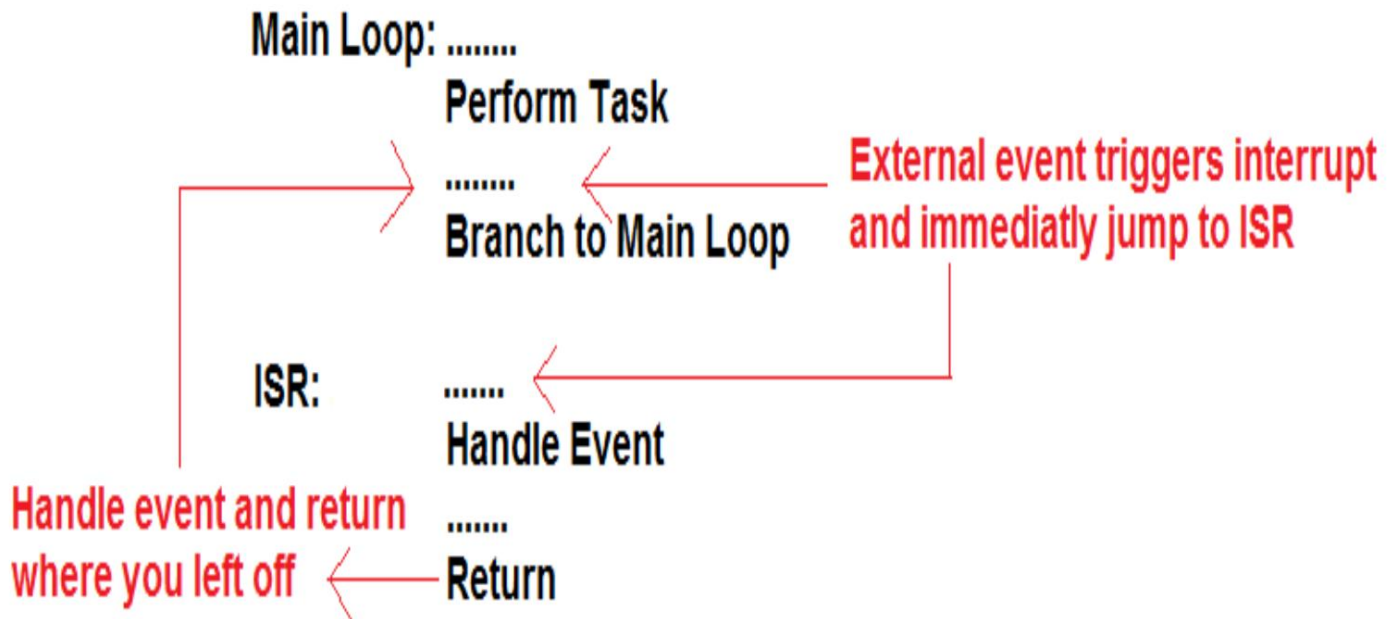 Main Loop: ........
Perform Task
........
Branch to Main Loop
External event triggers interrupt
and immediatly jump to ISR
ISR: .......
Handle Event
.......
Return
Handle event and return
where you left off